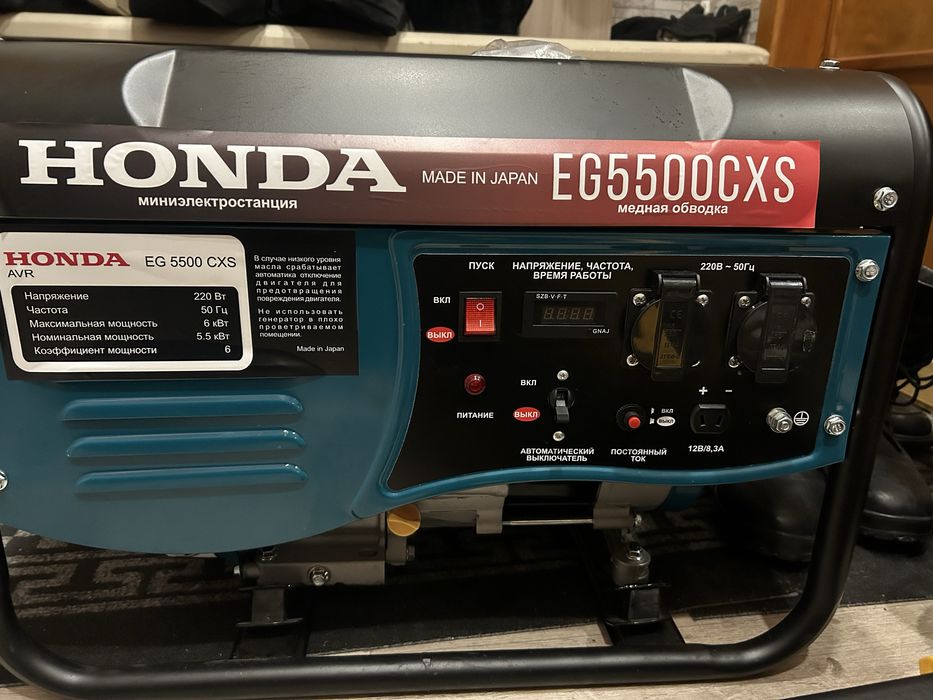 HONDA MADE IN JAPAN EG5500CXS
миниэлектростанция
медная обводка
HONDA EG 5500 CXS
AVR
Напряжение 220 Вт
Частота 50 Гц
Максимальная мощность 6 кВт
Номинальная мощность 5.5 кВт
Коэффициент мощности 6
В случае низкого уровня
масла срабатывает
автоматика отключение
двигателя для
предотвращения
повреждения двигателя.
Не использовать
генератор в плохо
проветриваемом
помещении.
Made in Japan
ПУСК
НАПРЯЖЕНИЕ, ЧАСТОТА,
ВРЕМЯ РАБОТЫ
220В ~ 50Гц
ВКЛ
ВЫКЛ
SZB-V·F·T
GNAJ
ПИТАНИЕ
ВКЛ
ВЫКЛ
АВТОМАТИЧЕСКИЙ
ВЫКЛЮЧАТЕЛЬ
ВКЛ
ВЫКЛ
ПОСТОЯННЫЙ
ТОК
+ −
12В/8,3А